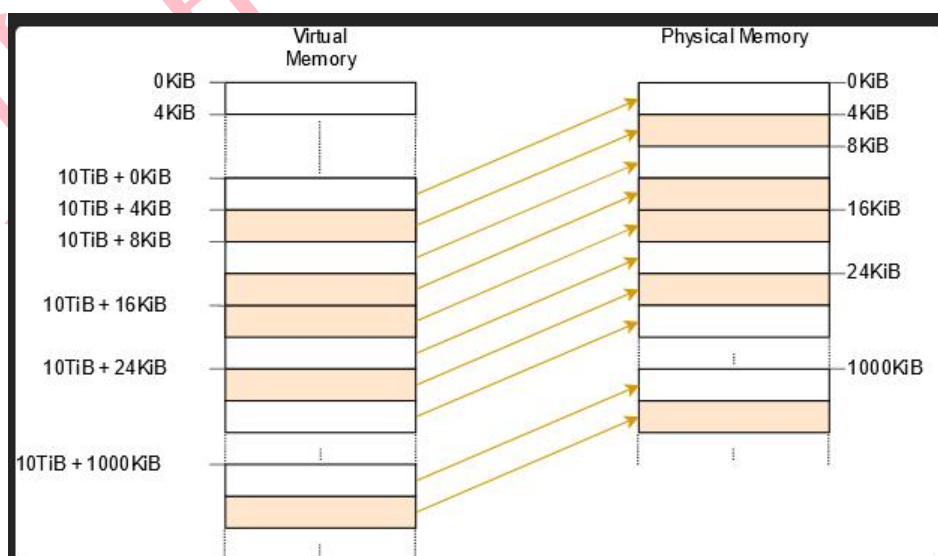 Virtual
Memory
Physical Memory
0KiB
4KiB
10TiB + 0KiB
10TiB + 4KiB
10TiB + 8KiB
10TiB + 16KiB
10TiB + 24KiB
10TiB + 1000KiB
0KiB
4KiB
8KiB
16KiB
24KiB
1000KiB